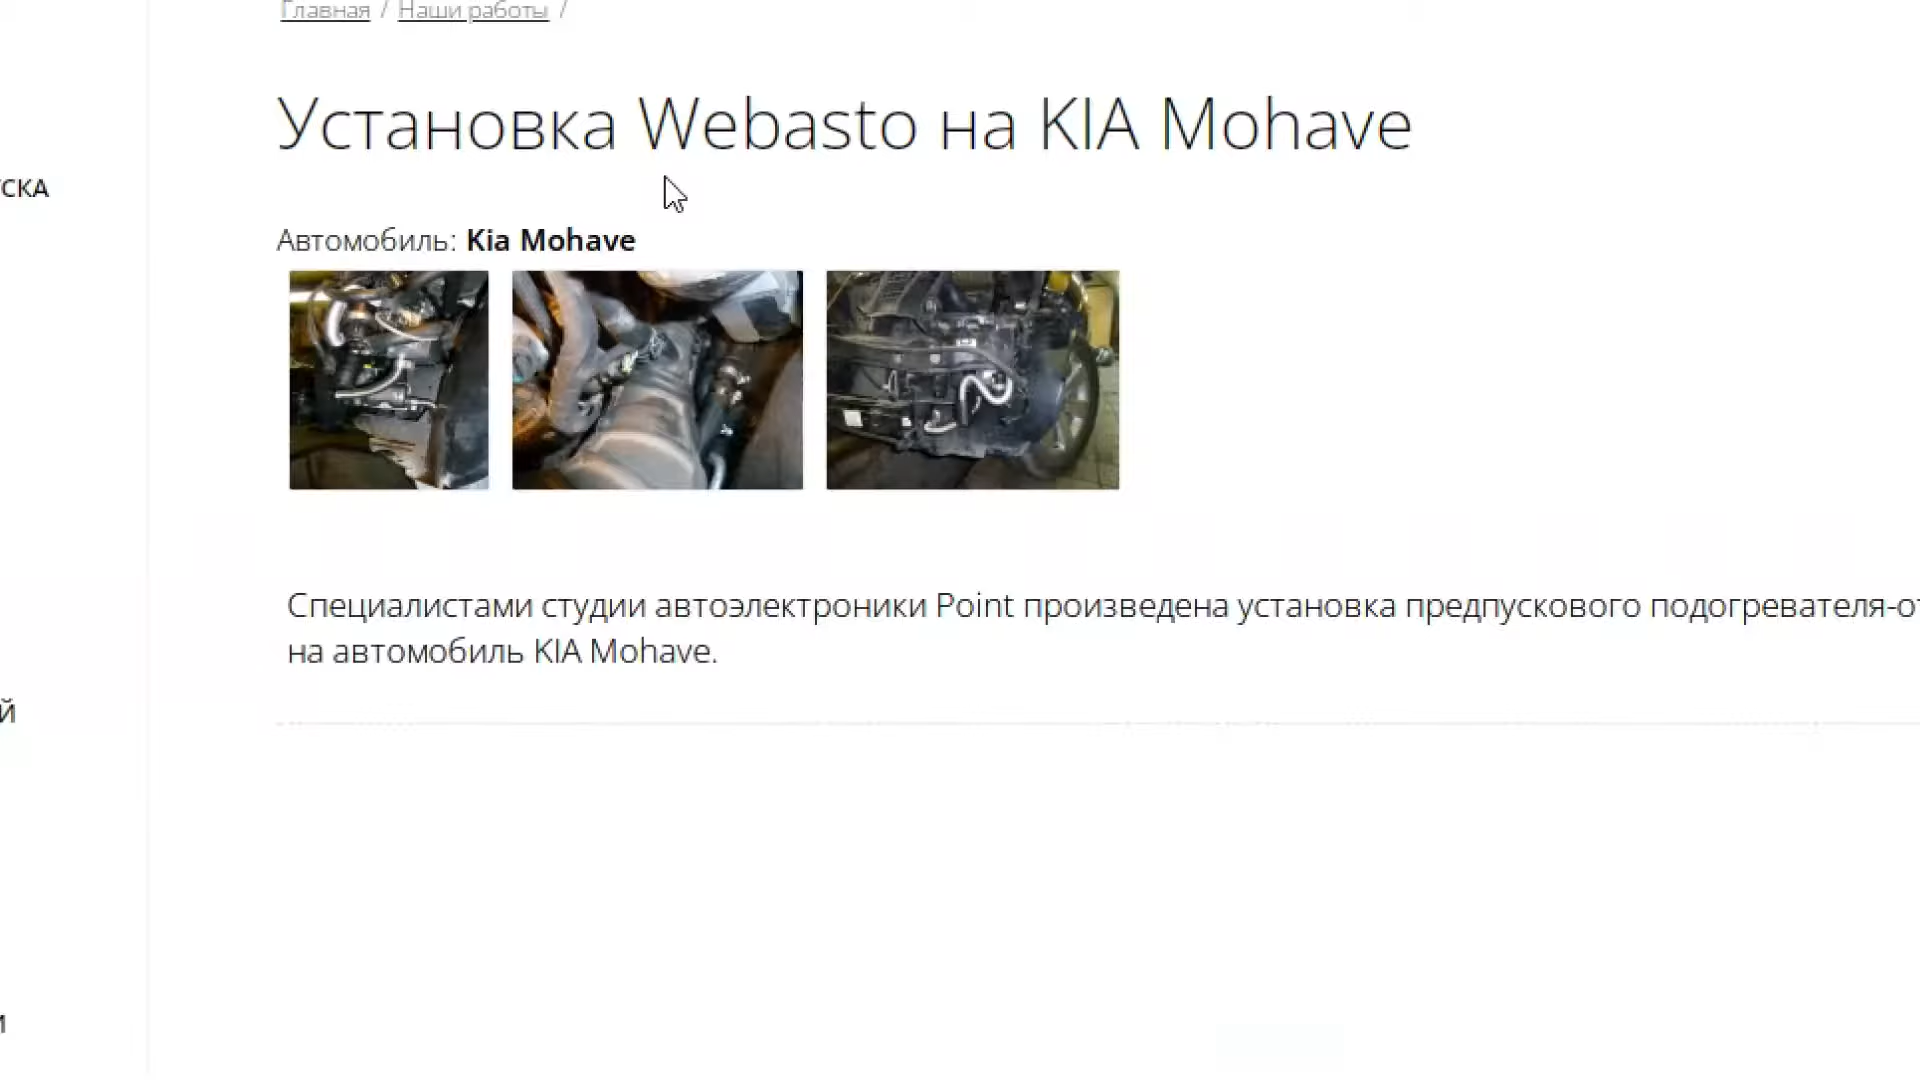 Главная / Наши работы /
Установка Webasto на KIA Mohave
Автомобиль: Kia Mohave
Специалистами студии автоэлектроники Point произведена установка предпускового подогревателя-о
на автомобиль KIA Mohave.
СКА
Й